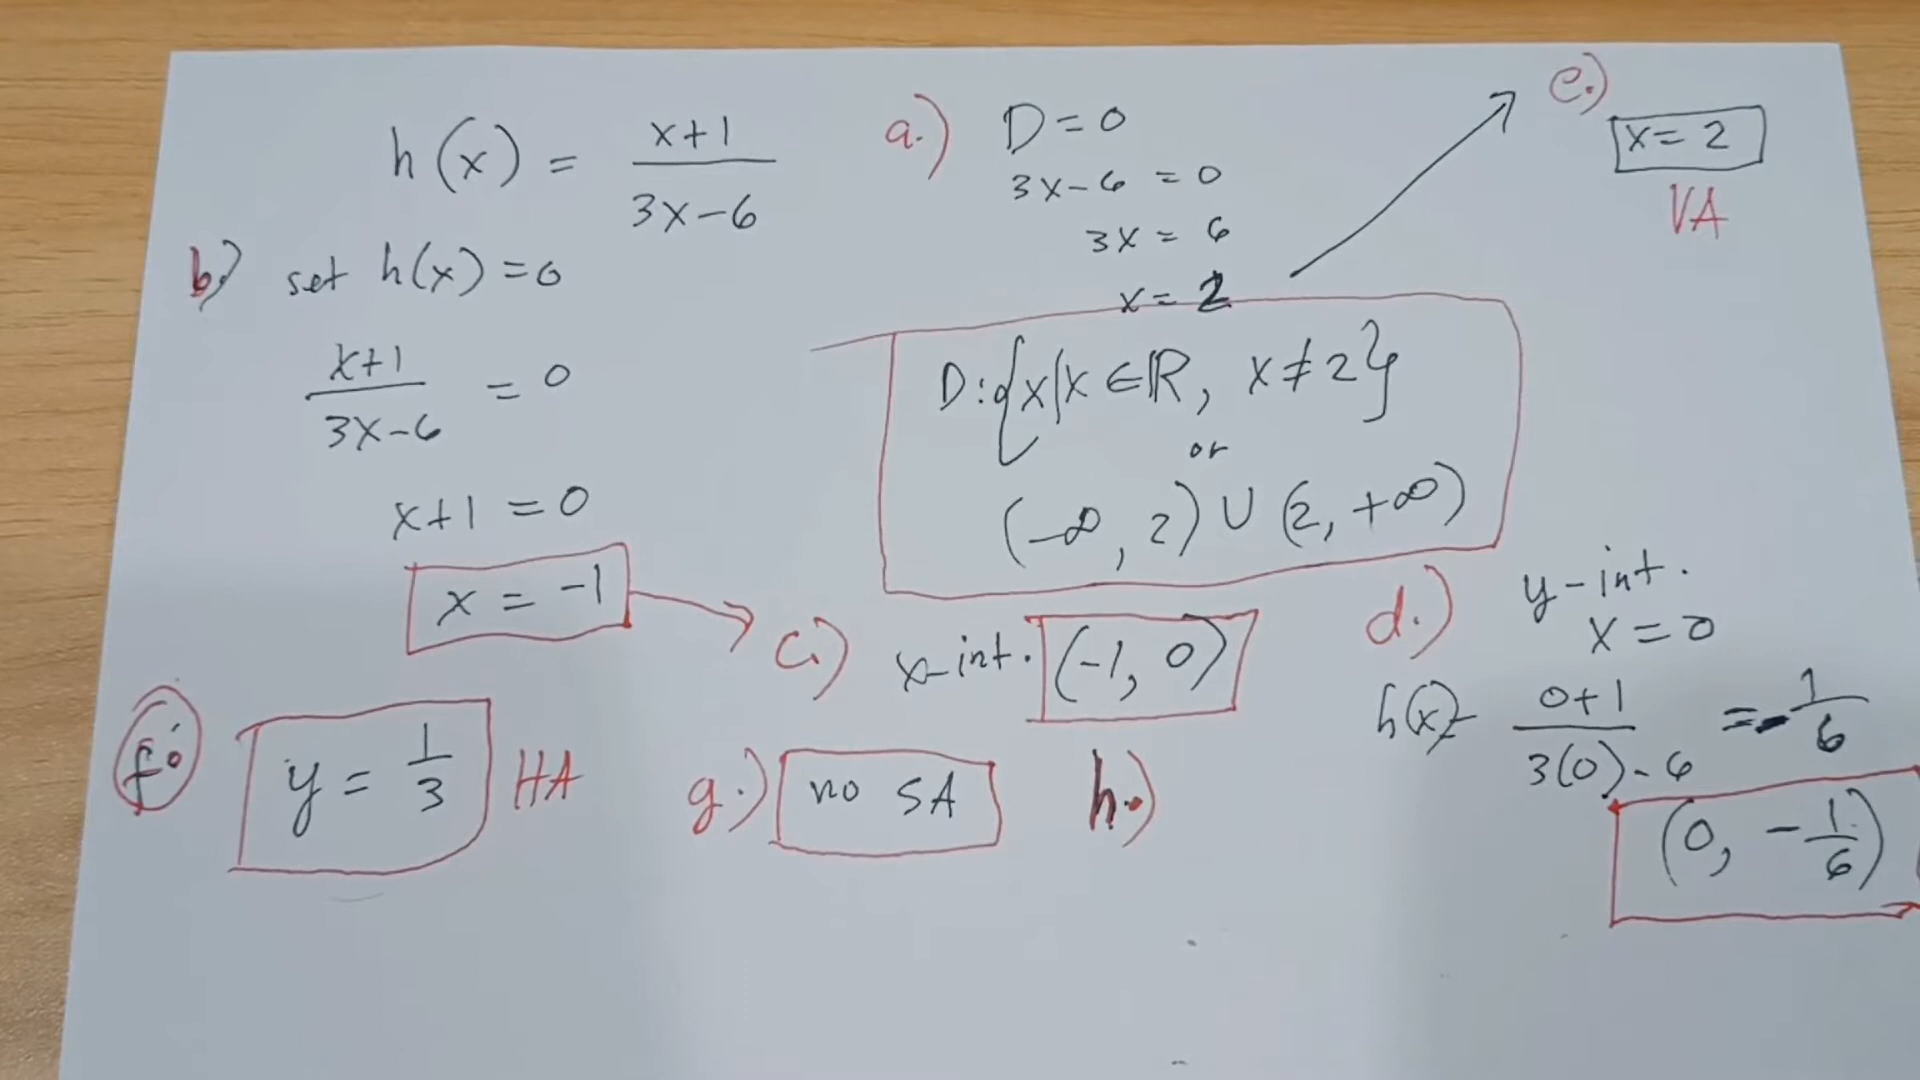 h(x) = (x+1)/(3x-6)
a.) D = 0
3x-6 = 0
3x = 6
x = 2
D: {x|x ∈ ℝ, x ≠ 2}
or
(-∞, 2) ∪ (2, +∞)
b.) set h(x) = 0
(x+1)/(3x-6) = 0
x+1 = 0
x = -1
c.) x-int. (-1, 0)
d.) y-int.
x = 0
h(x) = (0+1)/(3(0)-6) = -1/6
(0, -1/6)
e.)
x = 2
VA
f. y = 1/3 HA
g.) no SA
h.)